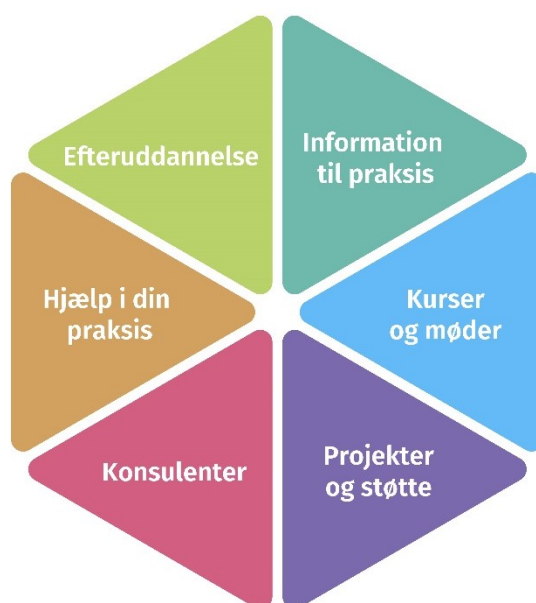 Efteruddannelse
Information
til praksis
Hjælp i din
praksis
Kurser
og møder
Konsulenter
Projekter
og støtte